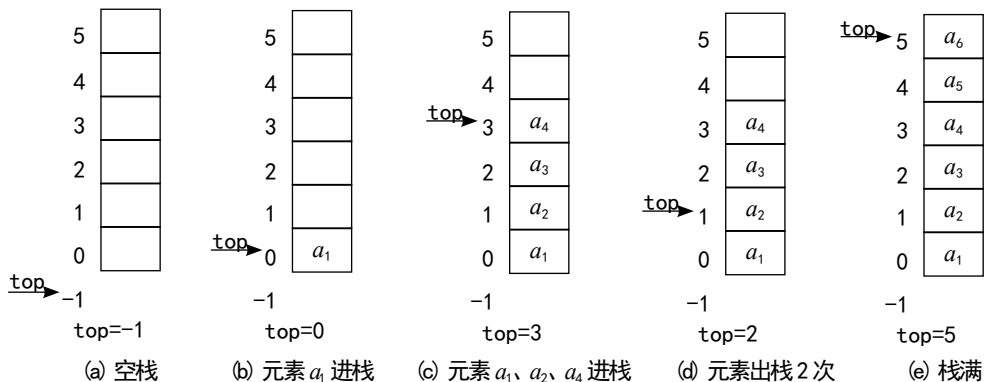 5 5 5 5 top 5 a6
4 4 4 4 4 a5
3 3 top 3 a4 3 a4 3 a4
2 2 2 a3 2 a3 2 a3
1 1 1 a2 top 1 a2 1 a2
0 top 0 a1 0 a1 0 a1 0 a1
top -1 -1 -1 -1 -1
top=-1 top=0 top=3 top=2 top=5
(a) 空栈 (b) 元素 a1 进栈 (c) 元素 a1、a2、a4 进栈 (d) 元素出栈 2 次 (e) 栈满